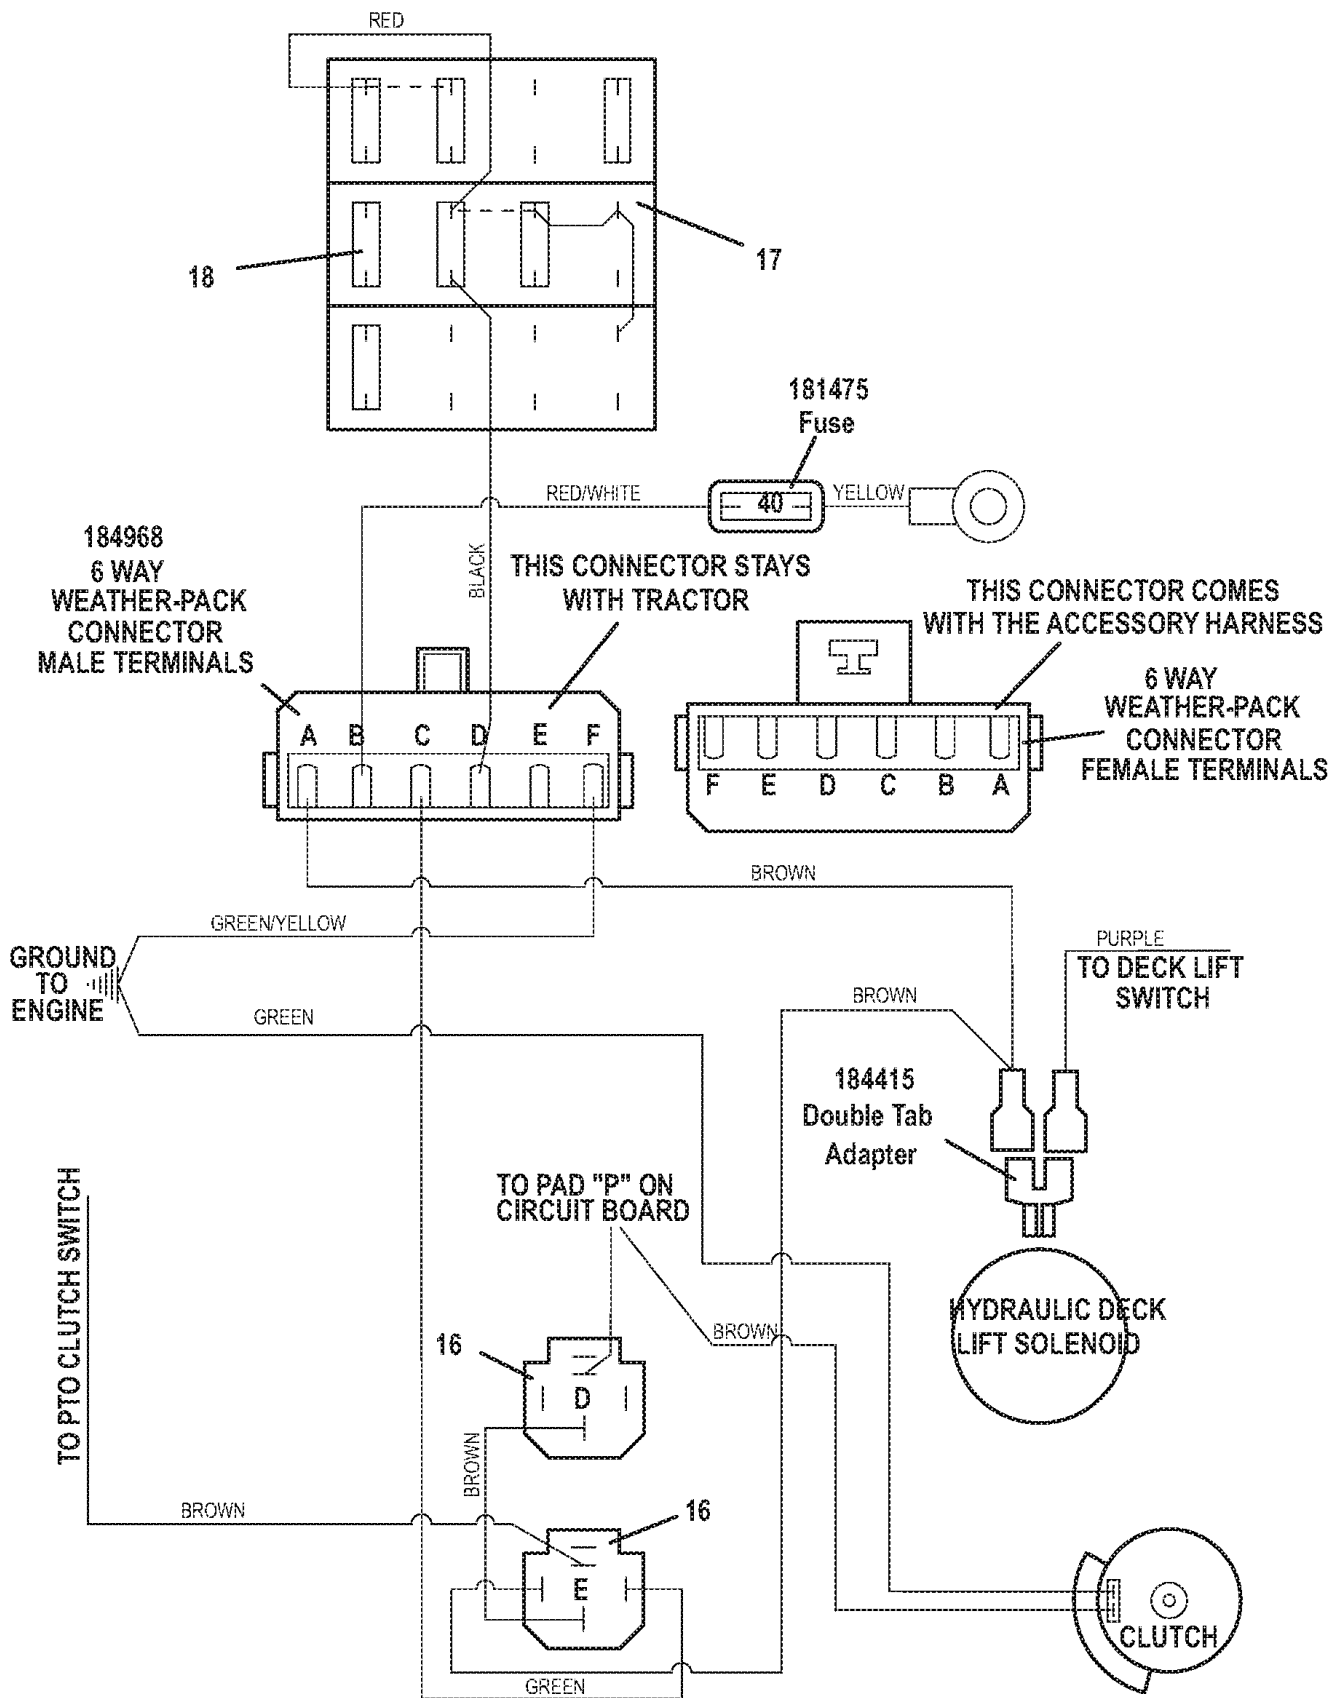 RED
17
18
181475
Fuse
RED/WHITE
40
YELLOW
184968
6 WAY
WEATHER-PACK
CONNECTOR
MALE TERMINALS
BLACK
THIS CONNECTOR STAYS
WITH TRACTOR
THIS CONNECTOR COMES
WITH THE ACCESSORY HARNESS
6 WAY
WEATHER-PACK
CONNECTOR
FEMALE TERMINALS
A B C D E F
F E D C B A
BROWN
GREEN/YELLOW
GROUND
TO
ENGINE
GREEN
PURPLE
TO DECK LIFT
SWITCH
BROWN
184415
Double Tab
Adapter
TO PAD "P" ON
CIRCUIT BOARD
TO PTO CLUTCH SWITCH
HYDRAULIC DECK
LIFT SOLENOID
BROWN
16
D
BROWN
BROWN
16
E
CLUTCH
GREEN